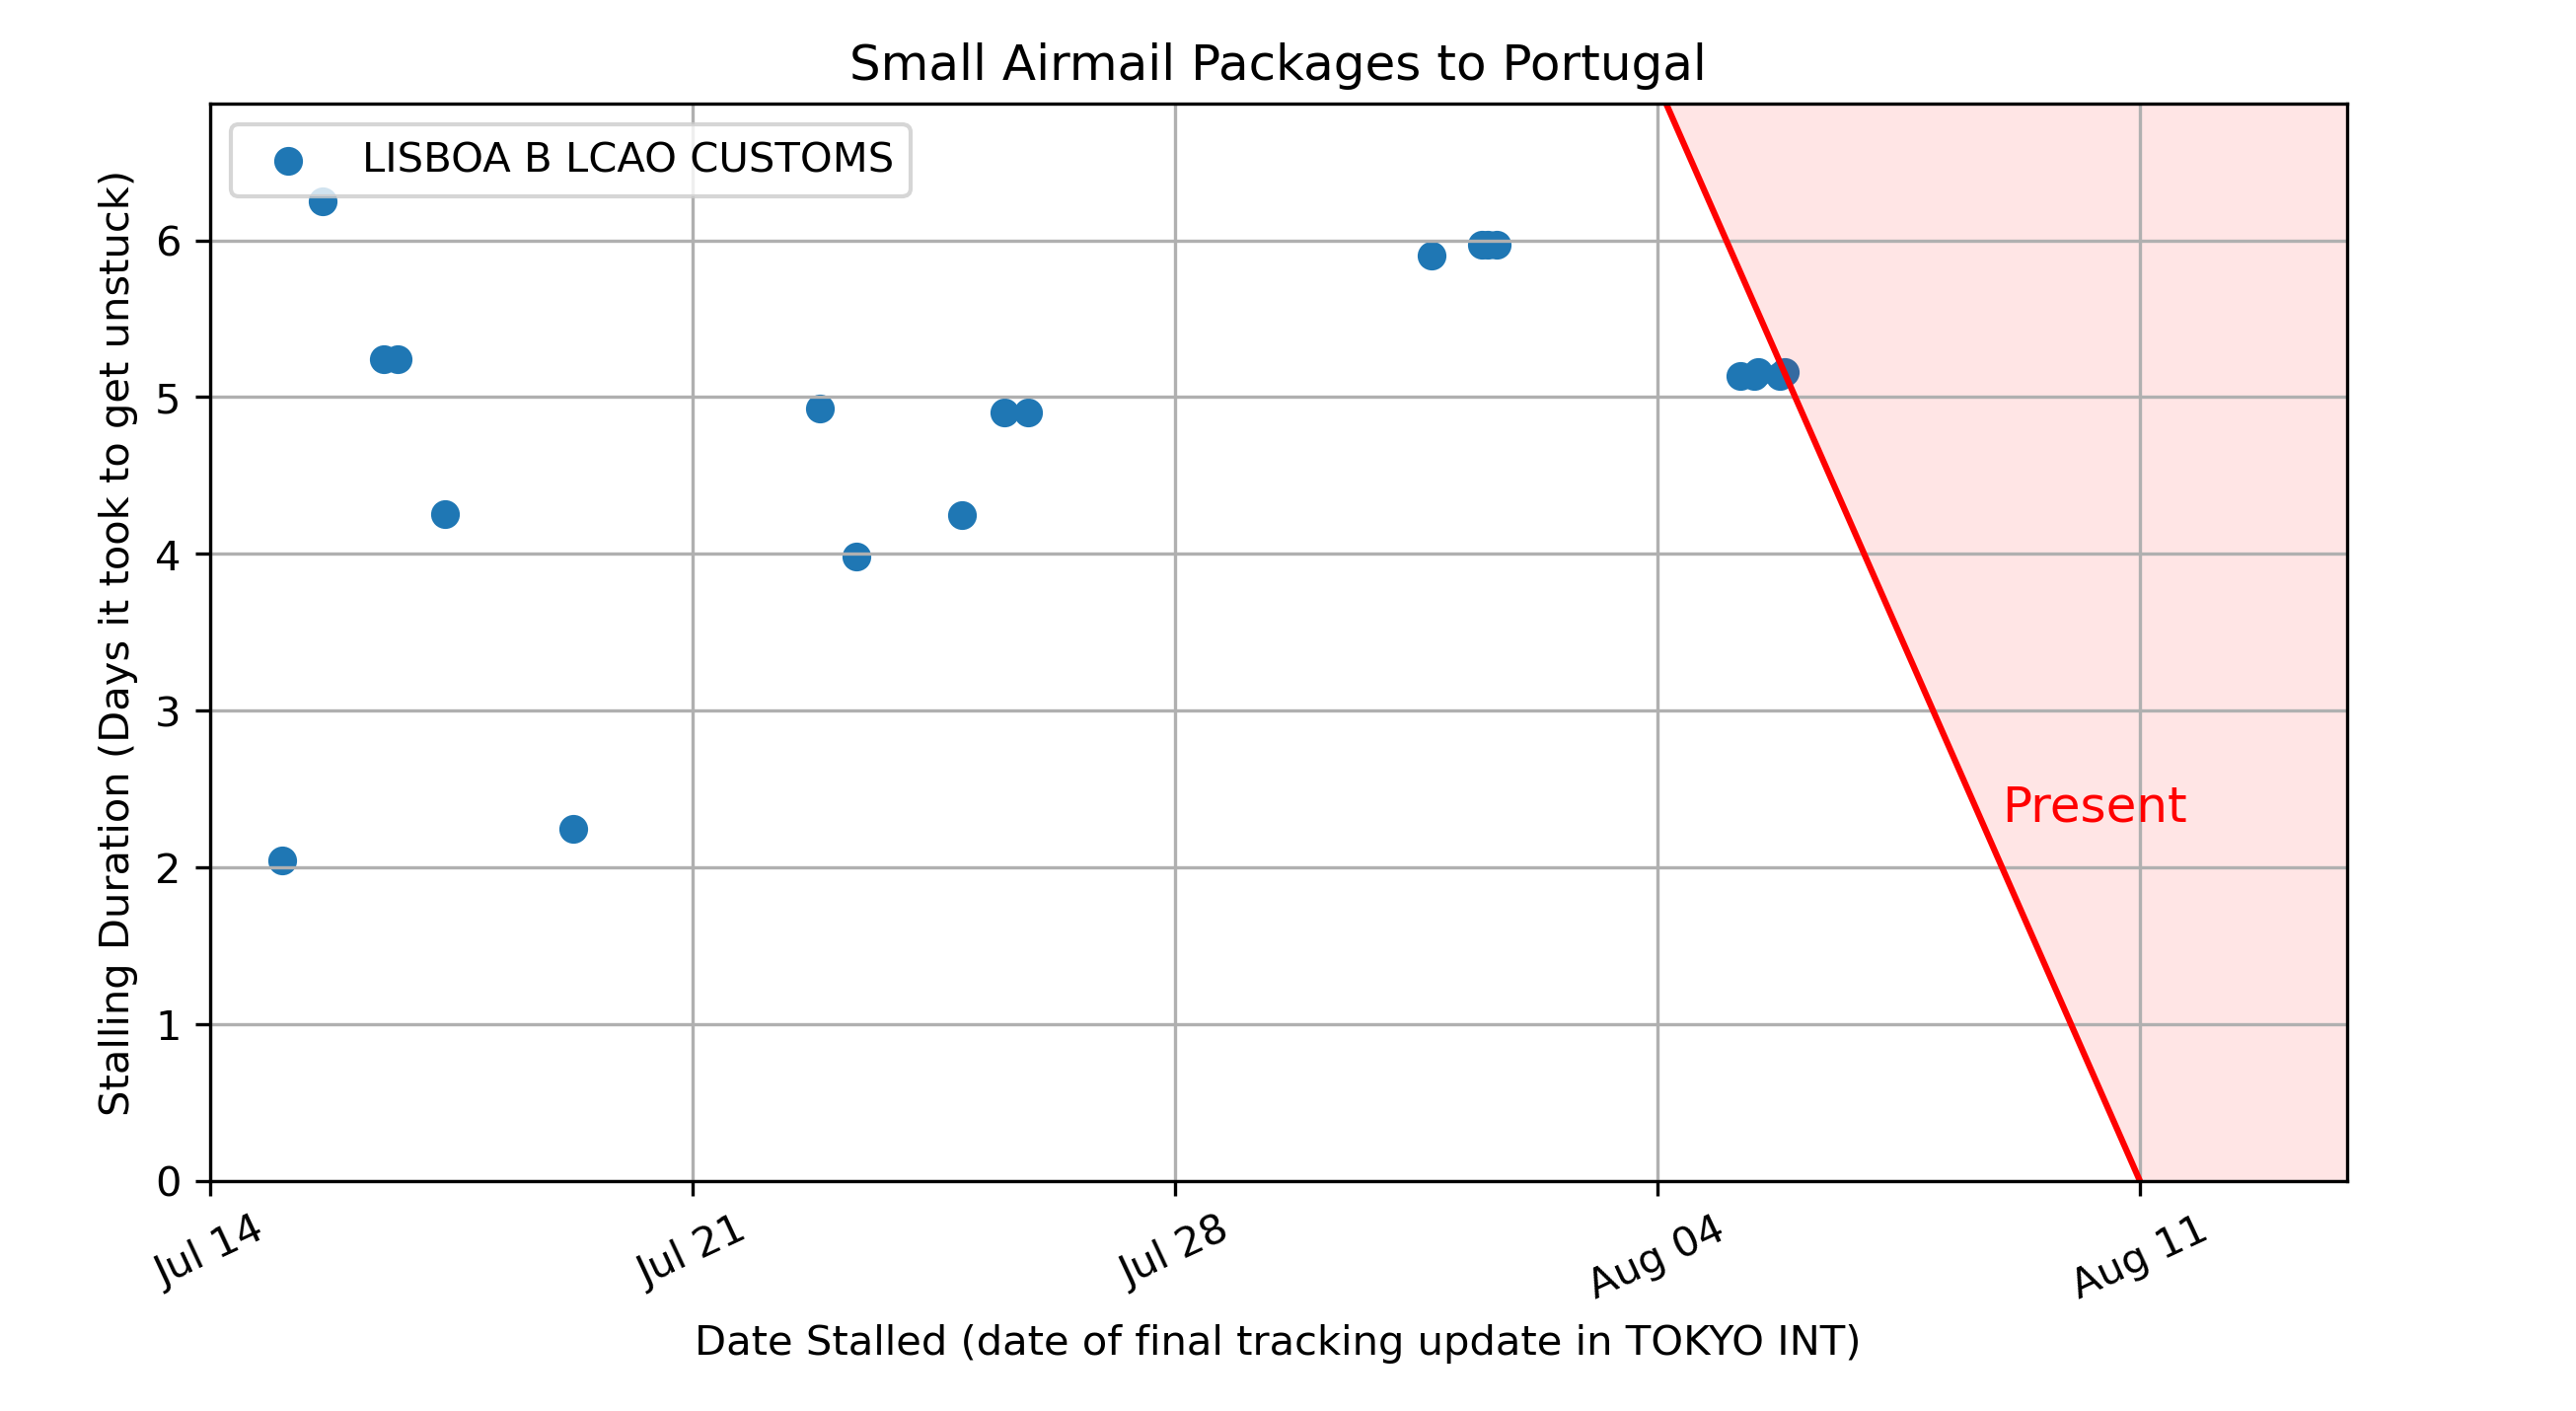 Small Airmail Packages to Portugal
LISBOA B LCAO CUSTOMS
Stalling Duration (Days it took to get unstuck)
6
5
4
3
2
1
0
Present
Jul 14
Jul 21
Jul 28
Aug 04
Aug 11
Date Stalled (date of final tracking update in TOKYO INT)